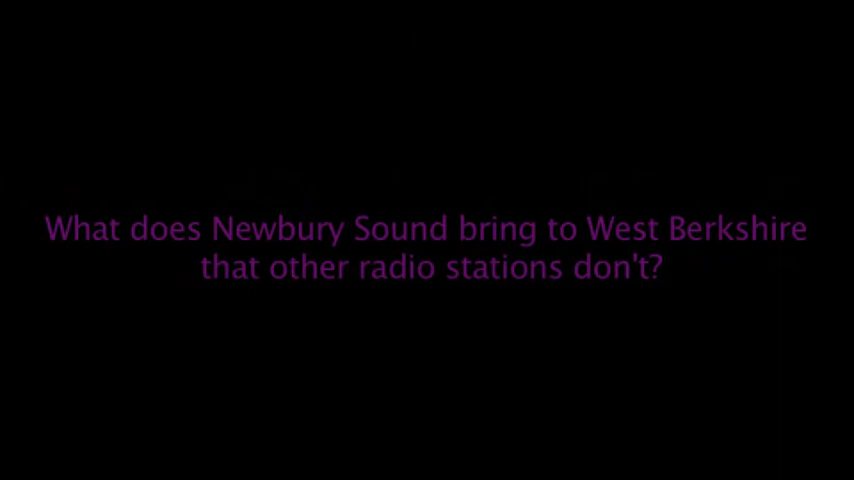 What does Newbury Sound bring to West Berkshire
that other radio stations don't?